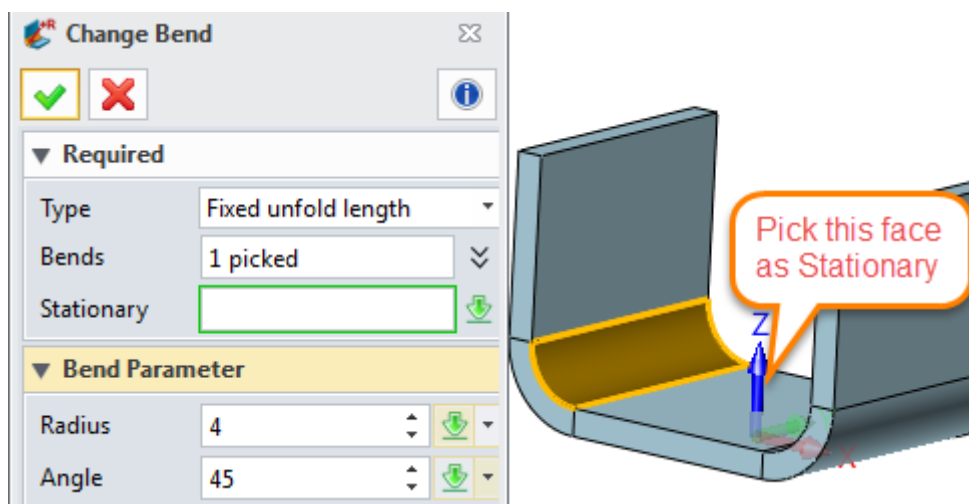 Change Bend
Required
Type Fixed unfold length
Bends 1 picked
Stationary
Bend Parameter
Radius 4
Angle 45
Pick this face
as Stationary
Z
X